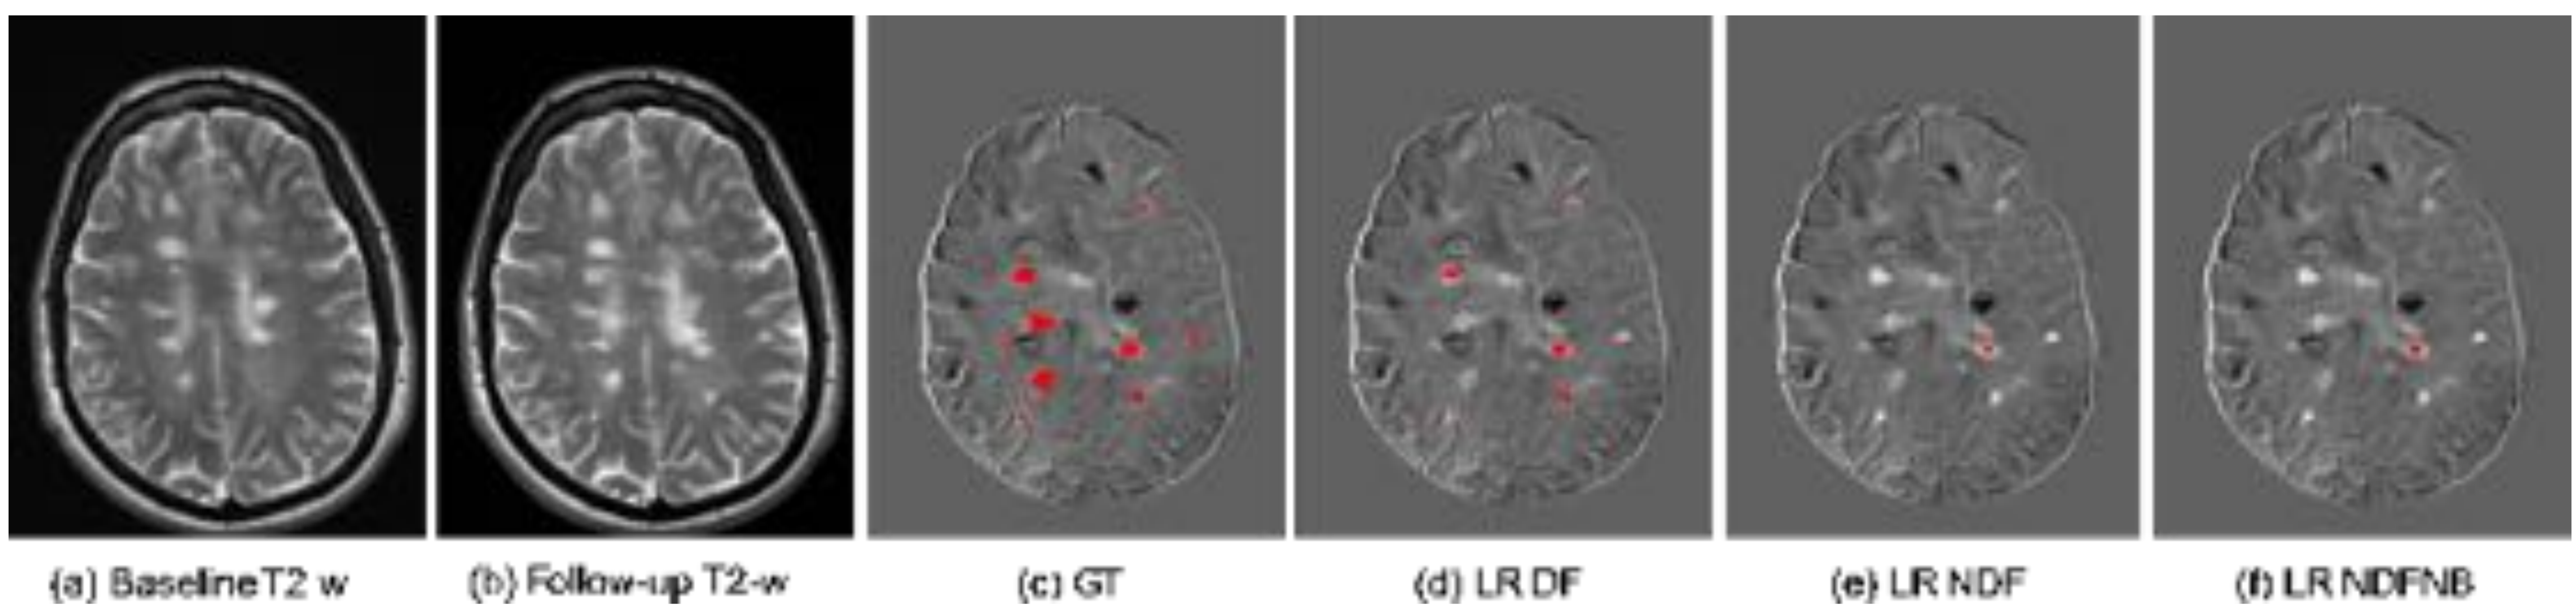 (a) Baseline T2 w
(b) Follow-up T2-w
(c) GT
(d) LR DF
(e) LR NDF
(f) LR NDFNB